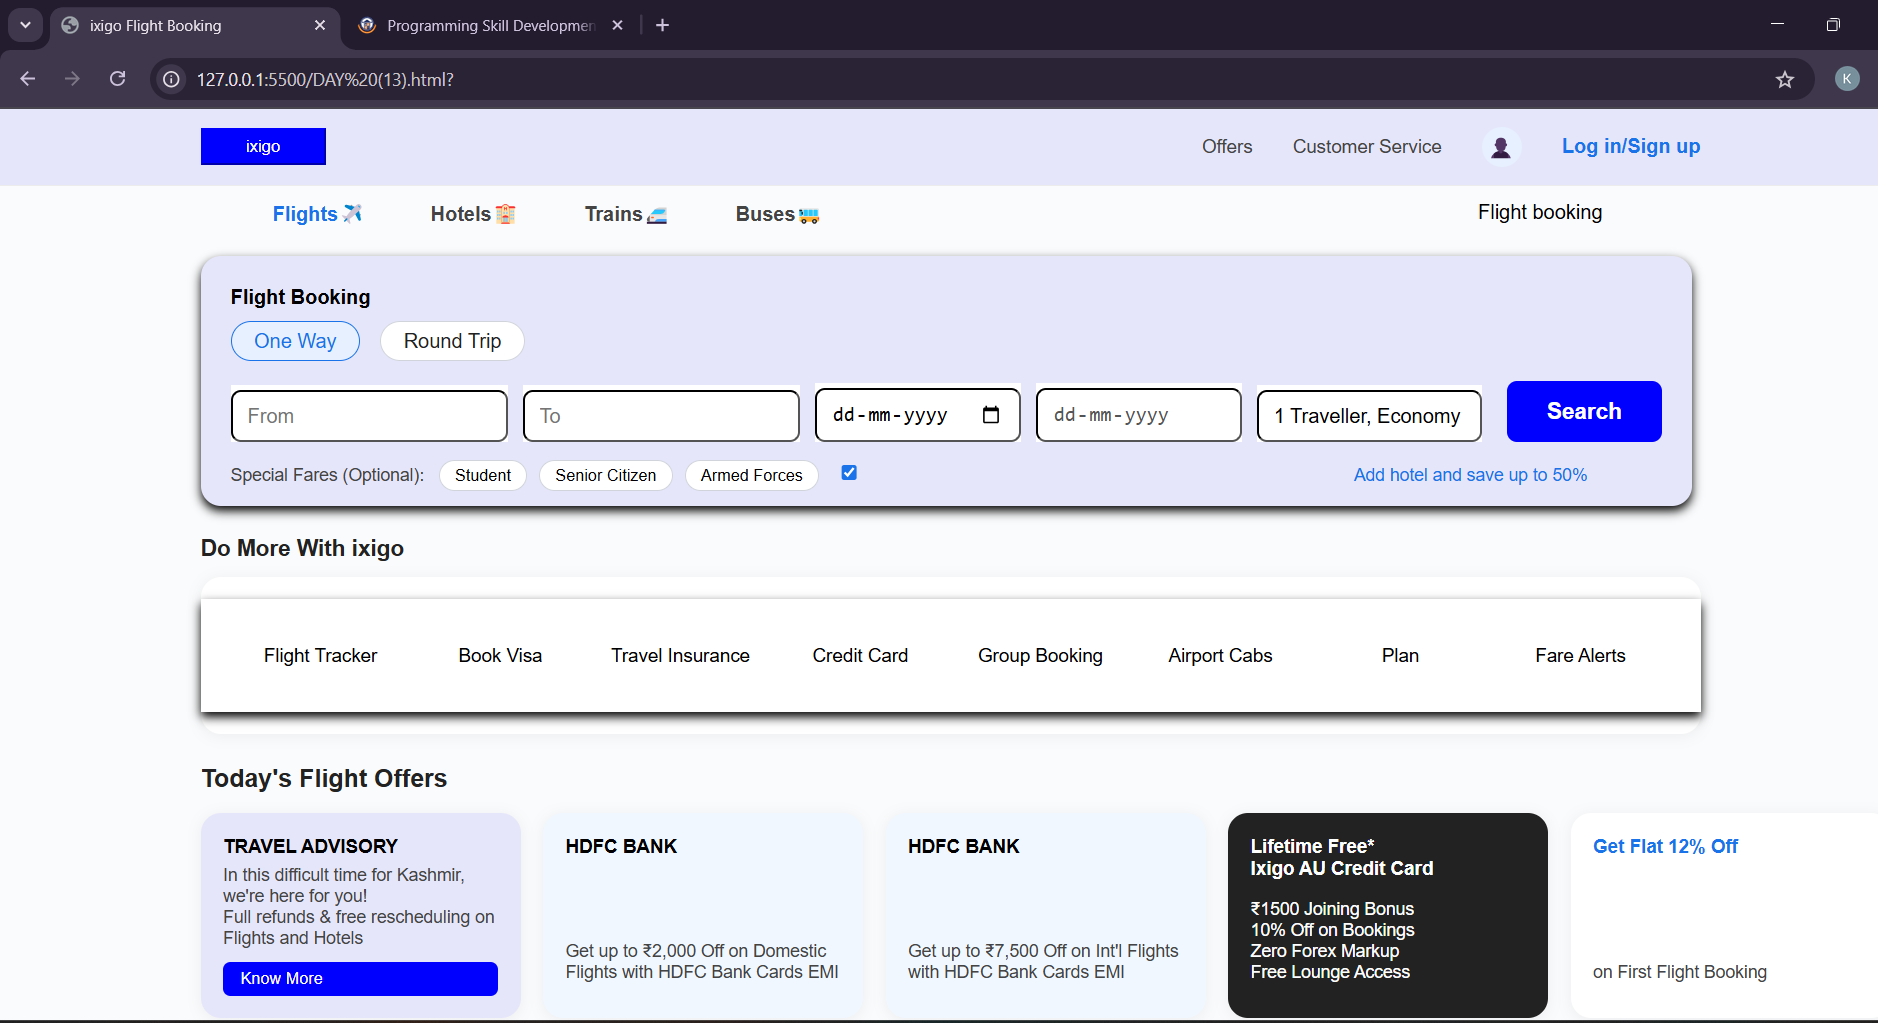 ixigo Flight Booking
Programming Skill Developmen
127.0.0.1:5500/DAY%20(13).html?
K
ixigo
Offers
Customer Service
Log in/Sign up
Flights
Hotels
Trains
Buses
Flight booking
Flight Booking
One Way
Round Trip
From
To
dd-mm-yyyy
dd-mm-yyyy
1 Traveller, Economy
Search
Special Fares (Optional):
Student
Senior Citizen
Armed Forces
Add hotel and save up to 50%
Do More With ixigo
Flight Tracker
Book Visa
Travel Insurance
Credit Card
Group Booking
Airport Cabs
Plan
Fare Alerts
Today's Flight Offers
TRAVEL ADVISORY
In this difficult time for Kashmir,
we're here for you!
Full refunds & free rescheduling on
Flights and Hotels
Know More
HDFC BANK
Get up to ₹2,000 Off on Domestic
Flights with HDFC Bank Cards EMI
HDFC BANK
Get up to ₹7,500 Off on Int'l Flights
with HDFC Bank Cards EMI
Lifetime Free*
Ixigo AU Credit Card
₹1500 Joining Bonus
10% Off on Bookings
Zero Forex Markup
Free Lounge Access
Get Flat 12% Off
on First Flight Booking